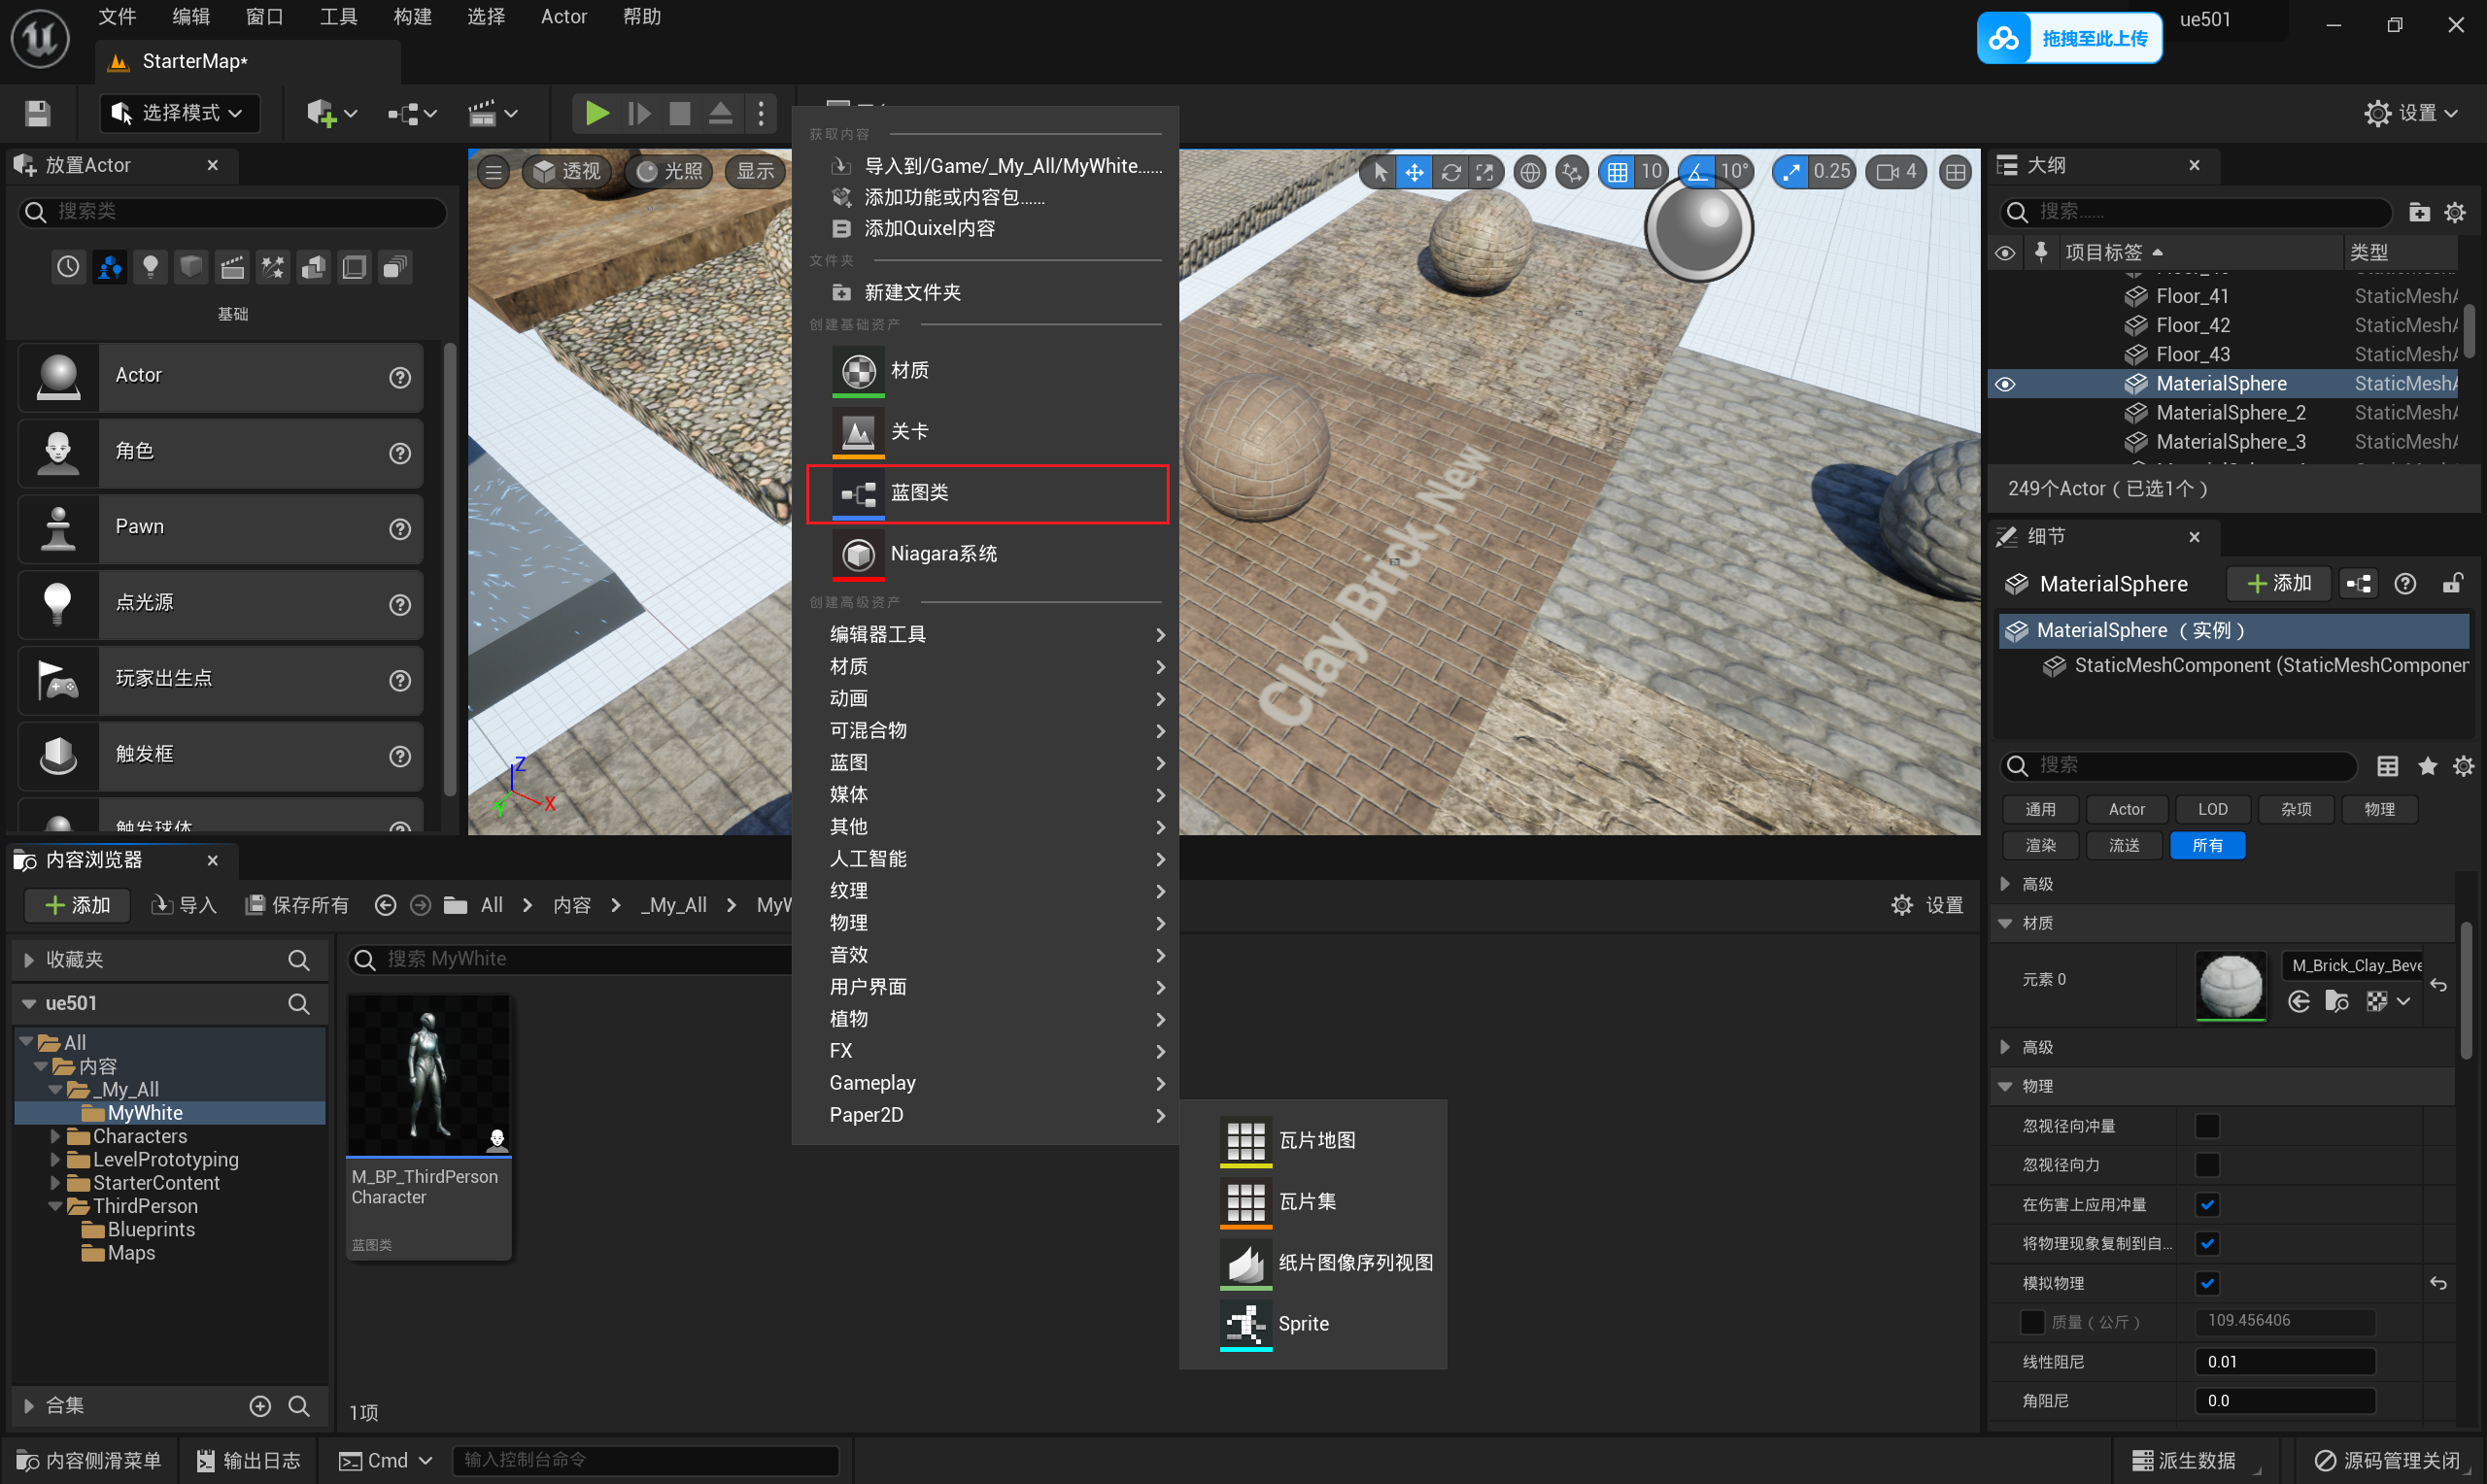 文件
编辑
窗口
工具
构建
选择
Actor
帮助
拖拽至此上传
ue501
StarterMap*
选择模式
设置
放置Actor
搜索类
基础
Actor
角色
Pawn
点光源
玩家出生点
触发框
触发球体
透视
光照
显示
10
10°
0.25
4
Clay Brick, New
Z
X
Y
获取内容
导入到/Game/_My_All/MyWhite......
添加功能或内容包......
添加Quixel内容
文件夹
新建文件夹
创建基础资产
材质
关卡
蓝图类
Niagara系统
创建高级资产
编辑器工具
材质
动画
可混合物
蓝图
媒体
其他
人工智能
纹理
物理
音效
用户界面
植物
FX
Gameplay
Paper2D
瓦片地图
瓦片集
纸片图像序列视图
Sprite
大纲
搜索......
项目标签
类型
Floor_41 StaticMeshA
Floor_42 StaticMeshA
Floor_43 StaticMeshA
MaterialSphere StaticMeshA
MaterialSphere_2 StaticMeshA
MaterialSphere_3 StaticMeshA
249个Actor（已选1个）
细节
MaterialSphere
添加
MaterialSphere （实例）
StaticMeshComponent (StaticMeshComponen
搜索
通用
Actor
LOD
杂项
物理
渲染
流送
所有
高级
材质
元素 0
M_Brick_Clay_Beve
高级
物理
忽视径向冲量
忽视径向力
在伤害上应用冲量
将物理现象复制到自...
模拟物理
质量（公斤） 109.456406
线性阻尼 0.01
角阻尼 0.0
内容浏览器
添加
导入
保存所有
All
内容
_My_All
MyW
设置
收藏夹
ue501
All
内容
_My_All
MyWhite
Characters
LevelPrototyping
StarterContent
ThirdPerson
Blueprints
Maps
合集
搜索 MyWhite
M_BP_ThirdPerson
Character
蓝图类
1项
内容侧滑菜单
输出日志
Cmd
输入控制台命令
派生数据
源码管理关闭